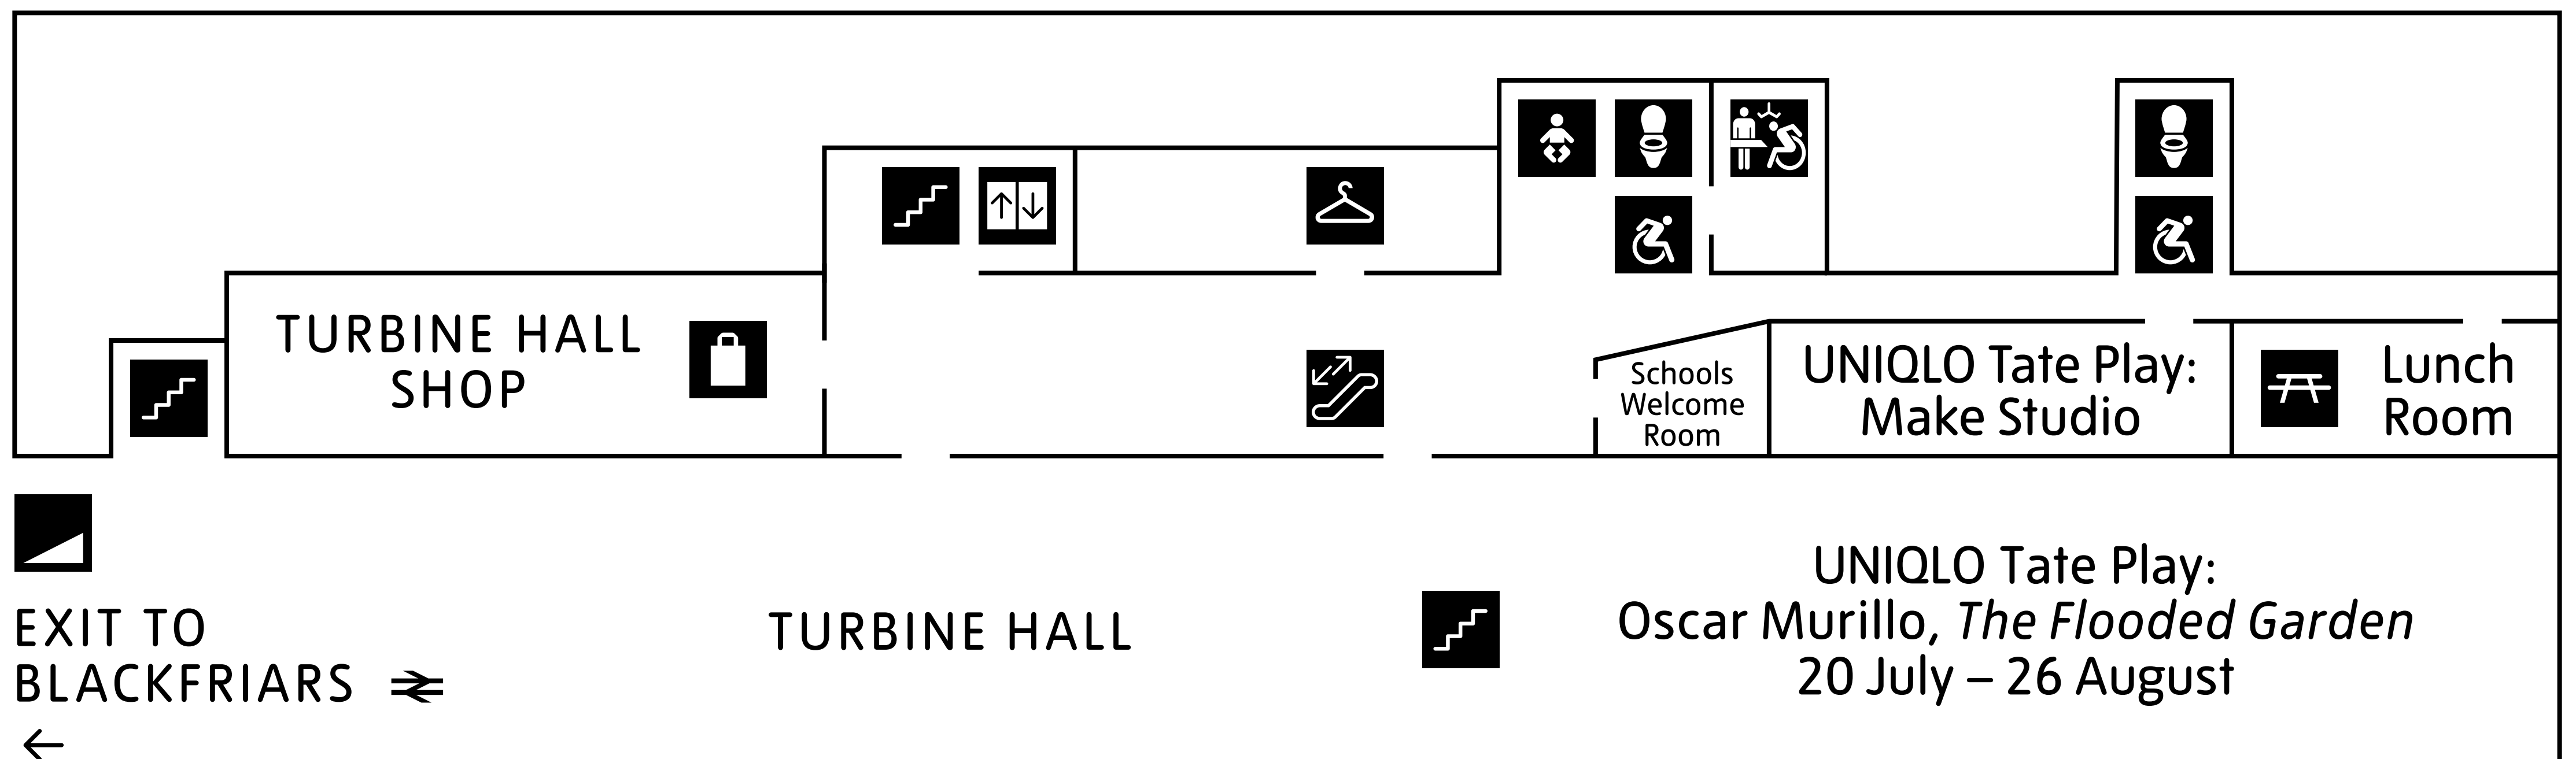 TURBINE HALL
SHOP
Schools
Welcome
Room
UNIQLO Tate Play:
Make Studio
Lunch
Room
EXIT TO
BLACKFRIARS
TURBINE HALL
UNIQLO Tate Play:
Oscar Murillo, The Flooded Garden
20 July – 26 August